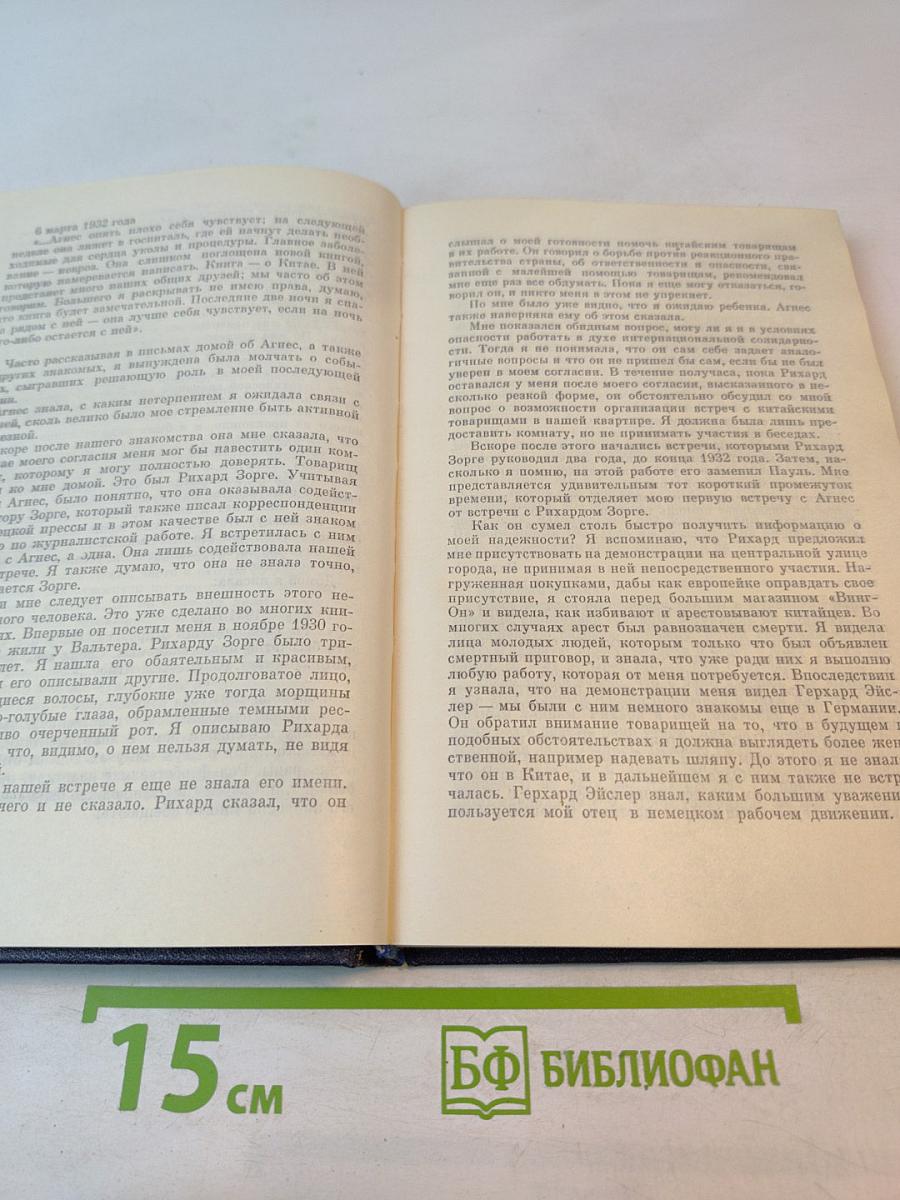 6 марта 1932 года
«...Агнес опять плохо себя чувствует; на следующей
неделе она ляжет в госпиталь, где ей начнут делать необ-
ходимые для сердца уколы и процедуры. Главное заболе-
вание — невроз. Она слишком поглощена новой книгой,
которую намеревается написать. Книга — о Китае. В ней
предстанет много наших общих друзей; мы часто об этом
говорим. Большего я раскрывать не имею права, думаю,
что книга будет замечательной. Последние две ночи я спа-
рядом с ней — она лучше себя чувствует, если на ночь
то-либо остается с ней».
Часто рассказывая в письмах домой об Агнес, а также
других знакомых, я вынуждена была молчать о собы-
х, сыгравших решающую роль в моей последующей
Агнес знала, с каким нетерпением я ожидала связи с
ей, сколь велико было мое стремление быть активной
езной.
коре после нашего знакомства она мне сказала, что
ае моего согласия меня мог бы навестить один ком-
, которому я могу полностью доверять. Товарищ
ко мне домой. Это был Рихард Зорге. Учитывая
Агнес, было понятно, что она оказывала содейст-
тору Зорге, который также писал корреспонденции
ецкой прессы и в этом качестве был с ней знаком
по журналистской работе. Я встретилась с ним
с Агнес, а эдна. Она лишь содействовала нашей
трече. Я также думаю, что она не знала точно,
ается Зорге.
и мне следует описывать внешность этого не-
ного человека. Это уже сделано во многих кни-
ях. Впервые он посетил меня в ноябре 1930 го-
жили у Вальтера. Рихарду Зорге было три-
лет. Я нашла его обаятельным и красивым,
и его описывали другие. Продолговатое лицо,
щиеся волосы, глубокие уже тогда морщины
о-голубые глаза, обрамленные темными рес-
иво очерченный рот. Я описываю Рихарда
что, видимо, о нем нельзя думать, не видя
й.
нашей встрече я еще не знала его имени.
чего и не сказало. Рихард сказал, что он
слышал о моей готовности помочь китайским товарищам
в их работе. Он говорил о борьбе против реакционного пра-
вительства страны, об ответственности и опасности, свя-
занной с малейшей помощью товарищам, рекомендовал
мне еще раз все обдумать. Пока я еще могу отказаться, го-
ворил он, и никто меня в этом не упрекнет.
По мне было уже видно, что я ожидаю ребенка. Агнес
также наверняка ему об этом сказала.
Мне показался обидным вопрос, могу ли я и в условиях
опасности работать в духе интернациональной солидарно-
сти. Тогда я не понимала, что он сам себе задает анало-
гичные вопросы и что он не пришел бы сам, если бы не был
уверен в моем согласии. В течение получаса, пока Рихард
оставался у меня после моего согласия, высказанного в не-
сколько резкой форме, он обстоятельно обсудил со мной
вопрос о возможности организации встреч с китайскими
товарищами в нашей квартире. Я должна была лишь пре-
доставить комнату, но не принимать участия в беседах.
Вскоре после этого начались встречи, которыми Рихард
Зорге руководил два года, до конца 1932 года. Затем, на-
сколько я помню, на этой работе его заменил Пауль. Мне
представляется удивительным тот короткий промежуток
времени, который отделяет мою первую встречу с Агнес
от встречи с Рихардом Зорге.
Как он сумел столь быстро получить информацию о
моей надежности? Я вспоминаю, что Рихард предложил
мне присутствовать на демонстрации на центральной улице
города, не принимая в ней непосредственного участия. На-
груженная покупками, дабы как европейке оправдать свое
присутствие, я стояла перед большим магазином «Винг-
Он» и видела, как избивают и арестовывают китайцев. Во
многих случаях арест был равнозначен смерти. Я видела
лица молодых людей, которым только что был объявлен
смертный приговор, и знала, что уже ради них я выполню
любую работу, которая от меня потребуется. Впоследствии
я узнала, что на демонстрации меня видел Герхард Эйс-
лер — мы были с ним немного знакомы еще в Германии.
Он обратил внимание товарищей на то, что в будущем п
подобных обстоятельствах я должна выглядеть более жен
ственной, например надевать шляпу. До этого я не знал
что он в Китае, и в дальнейшем я с ним также не встр
чалась. Герхард Эйслер знал, каким большим уважени
пользуется мой отец в немецком рабочем движении.
15 см
БФ БИБЛИОФАН